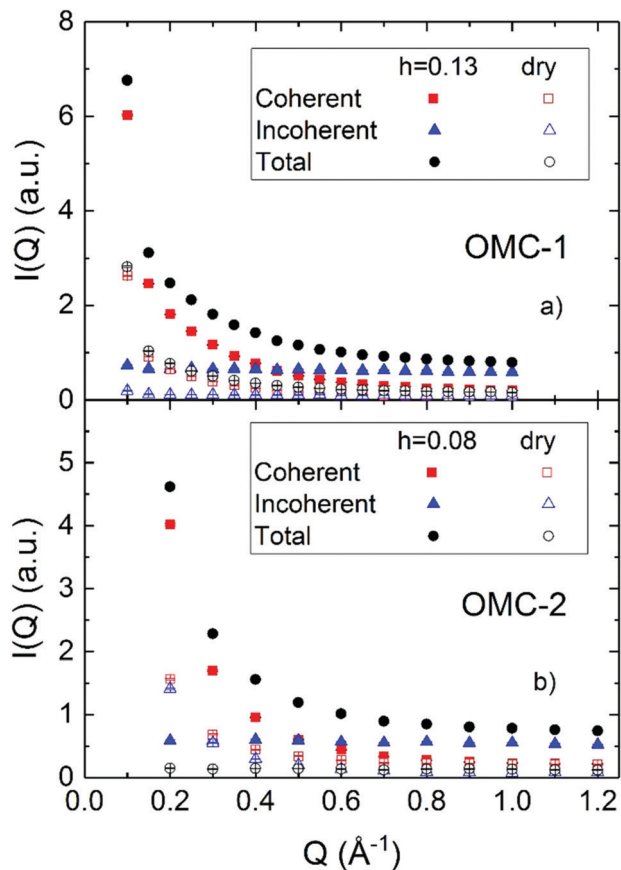 8
6
4
2
0
I(Q) (a.u.)
h=0.13 dry
Coherent
Incoherent
Total
OMC-1
a)
5
4
3
2
1
0
I(Q) (a.u.)
h=0.08 dry
Coherent
Incoherent
Total
OMC-2
b)
0.0 0.2 0.4 0.6 0.8 1.0 1.2
Q (Å⁻¹)